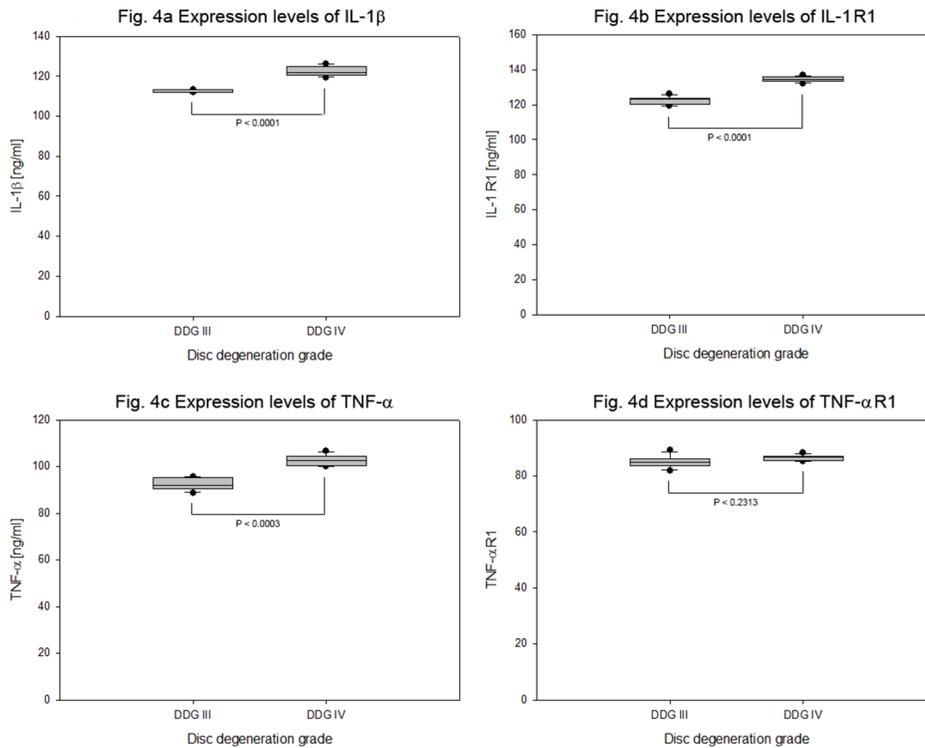 Fig. 4a Expression levels of IL-1β
140
120
100
80
60
40
20
0
IL-1β [ng/ml]
P < 0.0001
DDG III
DDG IV
Disc degeneration grade
Fig. 4b Expression levels of IL-1R1
160
140
120
100
80
60
40
20
0
IL-1 R1 [ng/ml]
P < 0.0001
DDG III
DDG IV
Disc degeneration grade
Fig. 4c Expression levels of TNF-α
120
100
80
60
40
20
0
TNF-α [ng/ml]
P < 0.0003
DDG III
DDG IV
Disc degeneration grade
Fig. 4d Expression levels of TNF-αR1
100
80
60
40
20
0
TNF-αR1
P < 0.2313
DDG III
DDG IV
Disc degeneration grade